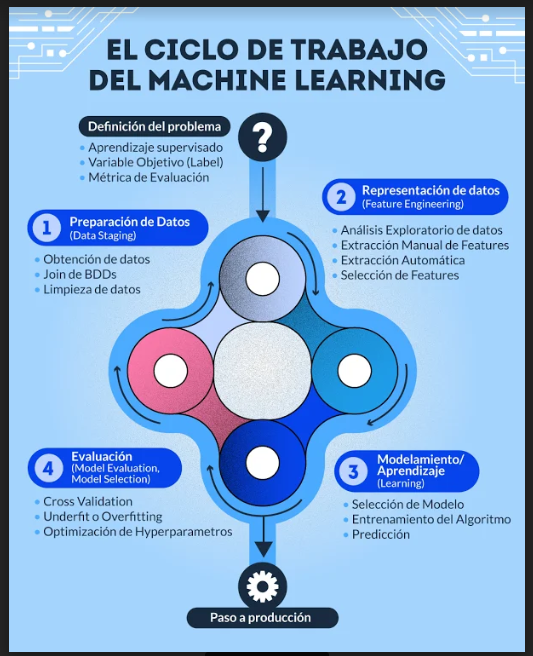 EL CICLO DE TRABAJO
DEL MACHINE LEARNING
Definición del problema
?
Aprendizaje supervisado
Variable Objetivo (Label)
Métrica de Evaluación
1
Preparación de Datos
(Data Staging)
Obtención de datos
Join de BDDs
Limpieza de datos
2
Representación de datos
(Feature Engineering)
Análisis Exploratorio de datos
Extracción Manual de Features
Extracción Automática
Selección de Features
3
Modelamiento/
Aprendizaje
(Learning)
Selección de Modelo
Entrenamiento del Algoritmo
Predicción
4
Evaluación
(Model Evaluation,
Model Selection)
Cross Validation
Underfit o Overfitting
Optimización de Hyperparametros
Paso a producción